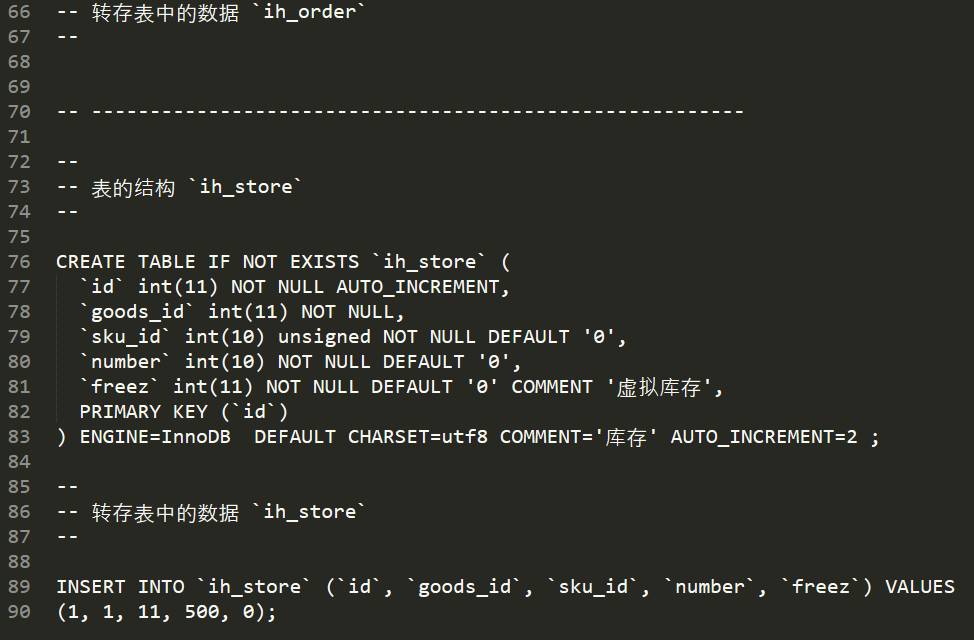 66 -- 转存表中的数据 `ih_order`
67 --
68
69
70 -- --------------------------------------------------------
71
72 --
73 -- 表的结构 `ih_store`
74 --
75
76 CREATE TABLE IF NOT EXISTS `ih_store` (
77   `id` int(11) NOT NULL AUTO_INCREMENT,
78   `goods_id` int(11) NOT NULL,
79   `sku_id` int(10) unsigned NOT NULL DEFAULT '0',
80   `number` int(10) NOT NULL DEFAULT '0',
81   `freez` int(11) NOT NULL DEFAULT '0' COMMENT '虚拟库存',
82   PRIMARY KEY (`id`)
83 ) ENGINE=InnoDB  DEFAULT CHARSET=utf8 COMMENT='库存' AUTO_INCREMENT=2 ;
84
85 --
86 -- 转存表中的数据 `ih_store`
87 --
88
89 INSERT INTO `ih_store` (`id`, `goods_id`, `sku_id`, `number`, `freez`) VALUES
90 (1, 1, 11, 500, 0);